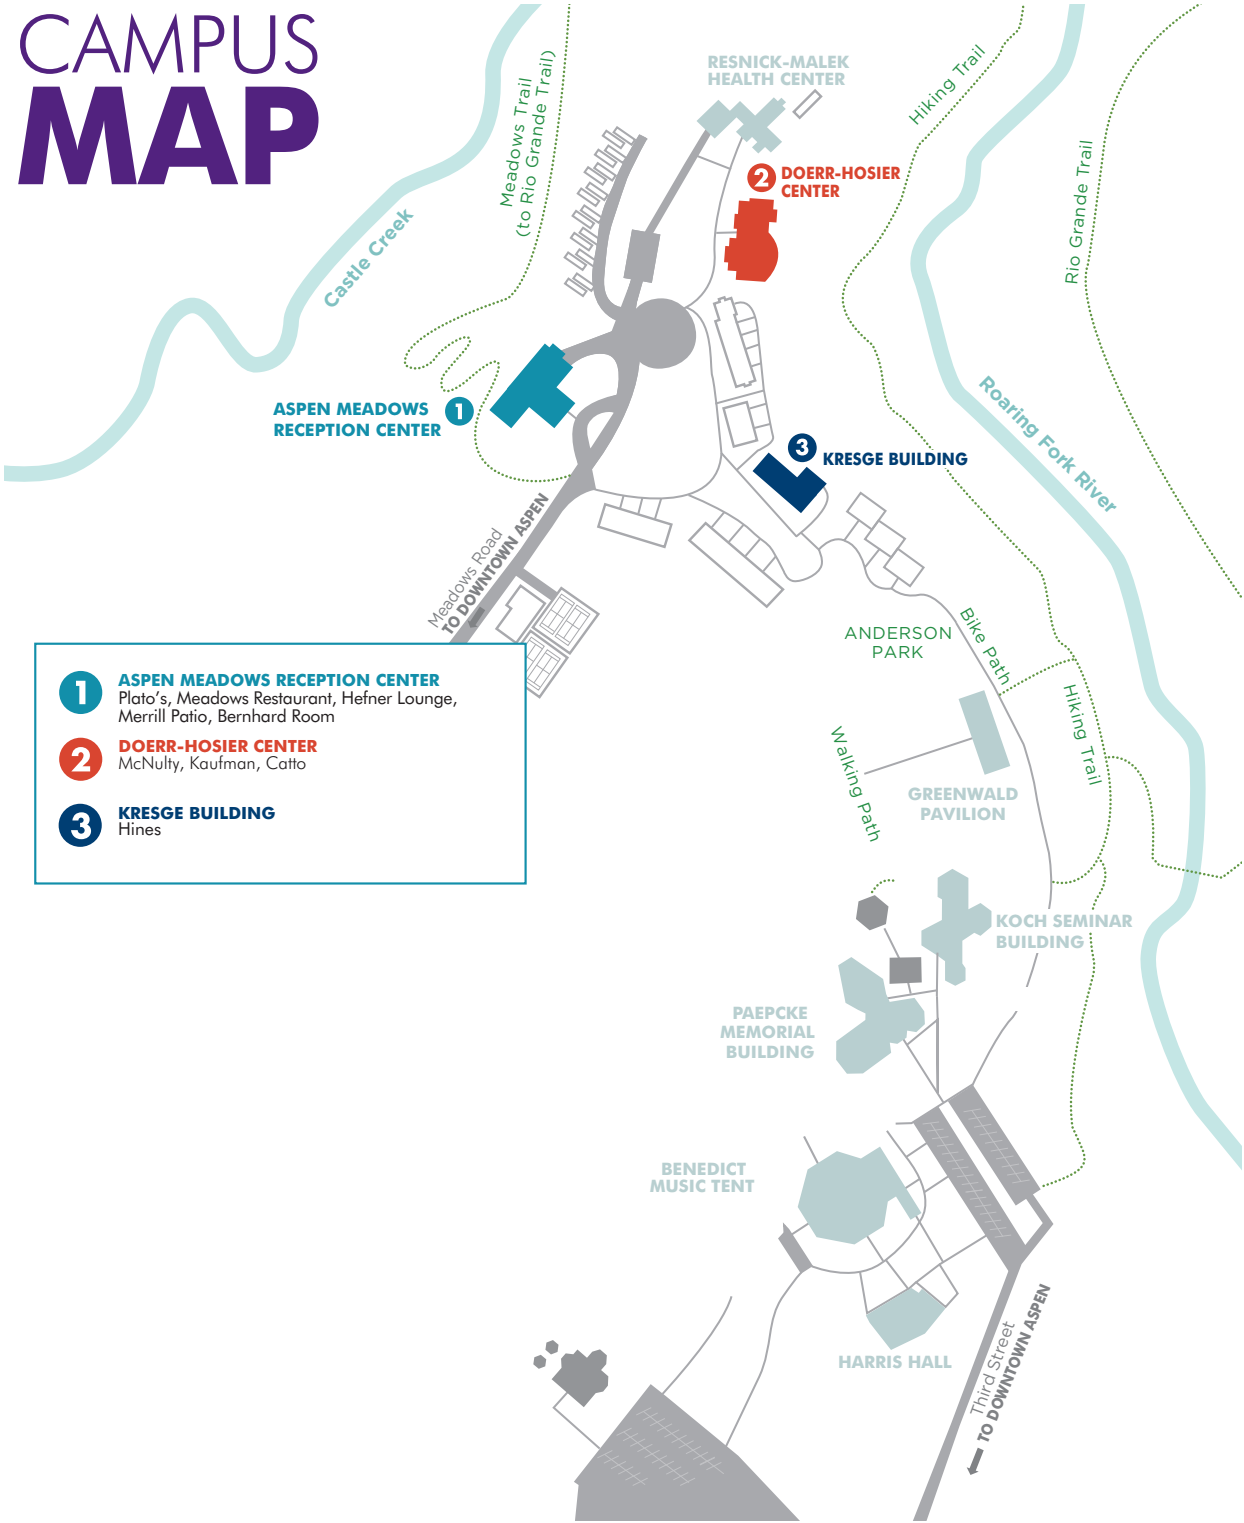 CAMPUS
MAP
RESNICK-MALEK
HEALTH CENTER
Hiking Trail
Meadows Trail
(to Rio Grande Trail)
2
DOERR-HOSIER
CENTER
Rio Grande Trail
Castle Creek
ASPEN MEADOWS
RECEPTION CENTER
1
Roaring Fork River
3
KRESGE BUILDING
Meadows Road
TO DOWNTOWN ASPEN
ANDERSON
PARK
Bike Path
1
ASPEN MEADOWS RECEPTION CENTER
Plato's, Meadows Restaurant, Hefner Lounge,
Merrill Patio, Bernhard Room
2
DOERR-HOSIER CENTER
McNulty, Kaufman, Catto
3
KRESGE BUILDING
Hines
Hiking Trail
Walking Path
GREENWALD
PAVILION
KOCH SEMINAR
BUILDING
PAEPCKE
MEMORIAL
BUILDING
BENEDICT
MUSIC TENT
HARRIS HALL
Third Street
TO DOWNTOWN ASPEN